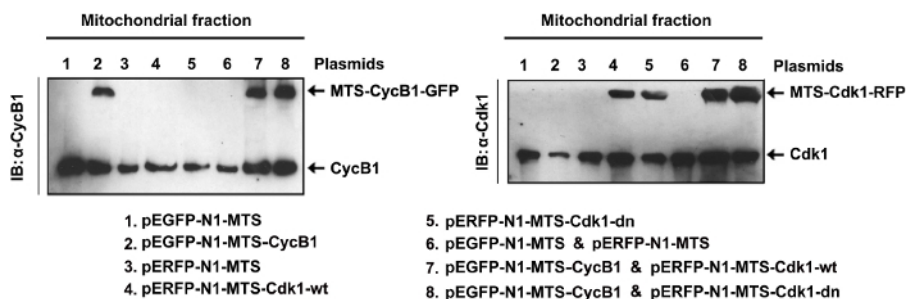 Mitochondrial fraction
1 2 3 4 5 6 7 8 Plasmids
MTS-CycB1-GFP
IB: α-CycB1
CycB1
Mitochondrial fraction
1 2 3 4 5 6 7 8 Plasmids
MTS-Cdk1-RFP
IB: α-Cdk1
Cdk1
1. pEGFP-N1-MTS
2. pEGFP-N1-MTS-CycB1
3. pERFP-N1-MTS
4. pERFP-N1-MTS-Cdk1-wt
5. pERFP-N1-MTS-Cdk1-dn
6. pEGFP-N1-MTS & pERFP-N1-MTS
7. pEGFP-N1-MTS-CycB1 & pERFP-N1-MTS-Cdk1-wt
8. pEGFP-N1-MTS-CycB1 & pERFP-N1-MTS-Cdk1-dn